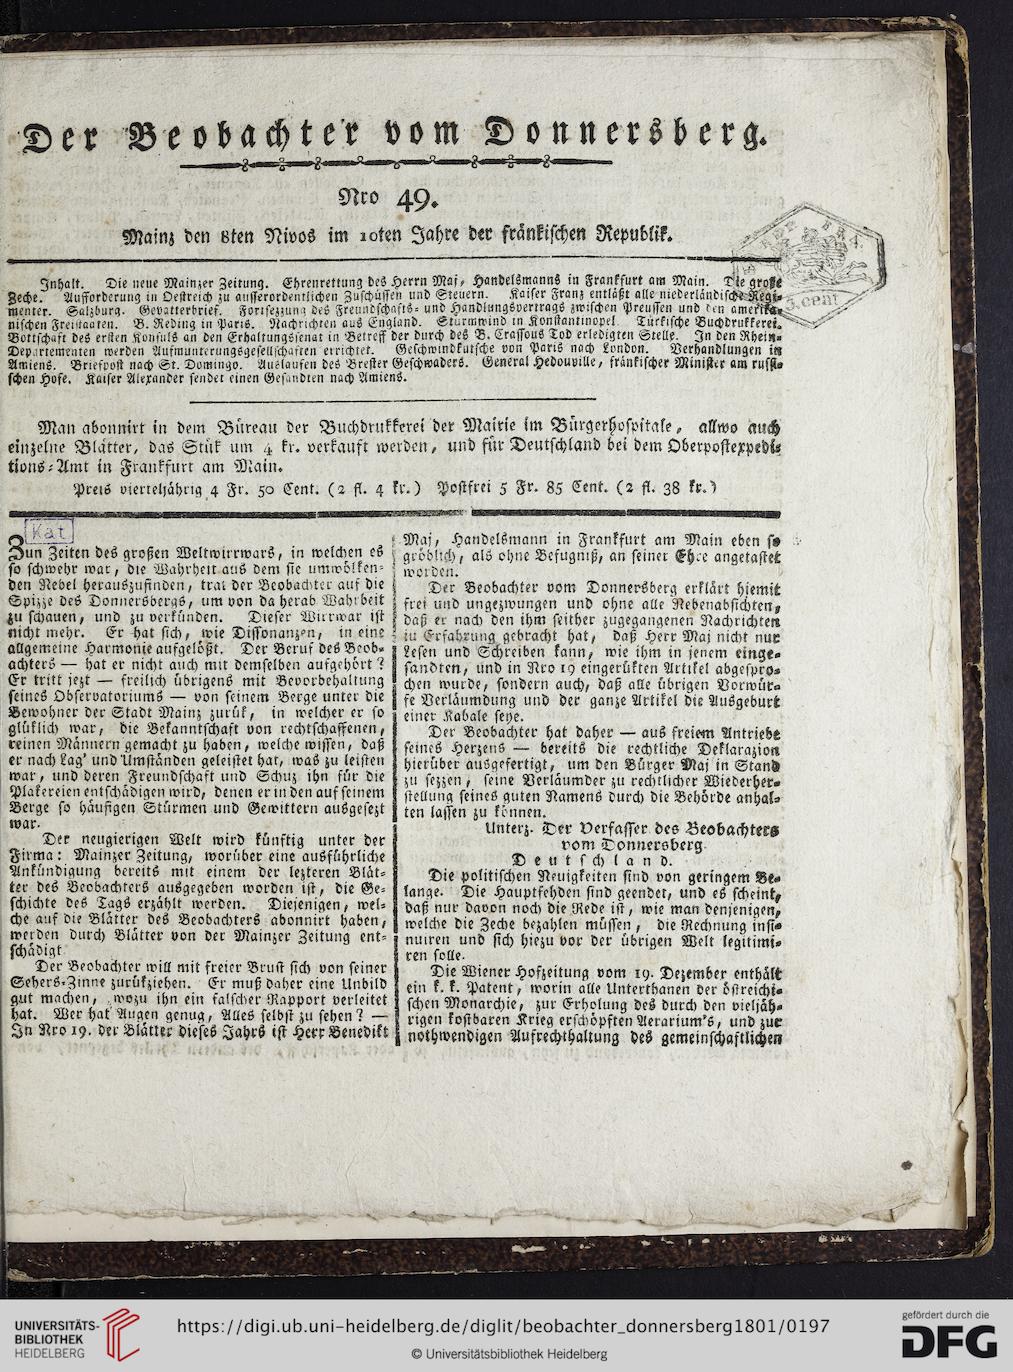 Der Beobachter vom Donnersberg.
Nro 49.
Mainz den 8ten Nivos im 10ten Jahre der fränkischen Republik.
5.cent
Inhalt. Die neue Mainzer Zeitung. Ehrenrettung des Herrn Maj, Handelsmanns in Frankfurt am Main. Die große
Zeche. Aufforderung in Oestreich zu ausserordentlichen Zuschüssen und Steuern. Kaiser Franz entläßt alle niederländische Regi-
menter. Salzburg. Gevatterbrief. Fortsezzung des Freundschafts- und Handlungsvertrags zwischen Preussen und den amerika-
nischen Freistaaten. B. Reding in Paris. Nachrichten aus England. Sturmwind in Konstantinopel. Türkische Buchdrukkerei.
Bottschaft des ersten Konsuls an den Erhaltungssenat in Betreff der durch des B. Crassous Tod erledigten Stelle. In den Rhein-
Departementen werden Aufmunterungsgesellschaften errichtet. Geschwindkutsche von Paris nach London. Verhandlungen in
Amiens. Briefpost nach St. Domingo. Auslaufen des Brester Geschwaders. General Hedouville, fränkischer Minister am russi-
schen Hofe. Kaiser Alexander sendet einen Gesandten nach Amiens.
Man abonnirt in dem Büreau der Buchdrukkerei der Mairie im Bürgerhospitale, allwo auch
einzelne Blätter, das Stük um 4 kr. verkauft werden, und für Deutschland bei dem Oberpostexpedi-
tions-Amt in Frankfurt am Main.
Preis vierteljährig 4 Fr. 50 Cent. (2 fl. 4 kr.) Postfrei 5 Fr. 85 Cent. (2 fl. 38 kr.)
Kat
Zun Zeiten des großen Weltwirrwars, in welchen es
so schwehr war, die Wahrheit aus dem sie umwölken-
den Nebel herauszufinden, trat der Beobachter auf die
Spizze des Donnersbergs, um von da herab Wahrheit
zu schauen, und zu verkünden. Dieser Wirrwar ist
nicht mehr. Er hat sich, wie Dissonanzen, in eine
allgemeine Harmonie aufgelößt. Der Beruf des Beob-
achters — hat er nicht auch mit demselben aufgehört?
Er tritt jezt — freilich übrigens mit Bevorbehaltung
seines Observatoriums — von seinem Berge unter die
Bewohner der Stadt Mainz zurük, in welcher er so
glüklich war, die Bekanntschaft von rechtschaffenen,
reinen Männern gemacht zu haben, welche wissen, daß
er nach Lag' und Umständen geleistet hat, was zu leisten
war, und deren Freundschaft und Schuz ihn für die
Plakereien entschädigen wird, denen er in den auf seinem
Berge so häufigen Stürmen und Gewittern ausgesezt
war.
Der neugierigen Welt wird künftig unter der
Firma: Mainzer Zeitung, worüber eine ausführliche
Ankündigung bereits mit einem der lezteren Blät-
ter des Beobachters ausgegeben worden ist, die Ge-
schichte des Tags erzählt werden. Diejenigen, wel-
che auf die Blätter des Beobachters abonnirt haben,
werden durch Blätter von der Mainzer Zeitung ent-
schädigt.
Der Beobachter will mit freier Brust sich von seiner
Sehers-Zinne zurükziehen. Er muß daher eine Unbild
gut machen, wozu ihn ein falscher Rapport verleitet
hat. Wer hat Augen genug, Alles selbst zu sehen? —
In Nro 19. der Blätter dieses Jahrs ist Herr Benedikt
Maj, Handelsmann in Frankfurt am Main eben so
gröblich, als ohne Befugniß, an seiner Ehre angetastet
worden.
Der Beobachter vom Donnersberg erklärt hiemit
frei und ungezwungen und ohne alle Nebenabsichten,
daß er nach den ihm seither zugegangenen Nachrichten
in Erfahrung gebracht hat, daß Herr Maj nicht nur
Lesen und Schreiben kann, wie ihm in jenem einge-
sandten, und in Nro 19 eingerükten Artikel abgespro-
chen wurde, sondern auch, daß alle übrigen Vorwür-
fe Verläumdung und der ganze Artikel die Ausgeburt
einer Kabale seye.
Der Beobachter hat daher — aus freiem Antriebe
seines Herzens — bereits die rechtliche Deklarazion
hierüber ausgefertigt, um den Bürger Maj in Stand
zu sezzen, seine Verläumder zu rechtlicher Wiederher-
stellung seines guten Namens durch die Behörde anhal-
ten lassen zu können.
Unterz. Der Verfasser des Beobachters
vom Donnersberg
Deutschland.
Die politischen Neuigkeiten sind von geringem Be-
lange. Die Hauptfehden sind geendet, und es scheint,
daß nur davon noch die Rede ist, wie man denjenigen,
welche die Zeche bezahlen müssen, die Rechnung insi-
nuiren und sich hiezu vor der übrigen Welt legitimi-
ren solle.
Die Wiener Hofzeitung vom 19. Dezember enthält
ein k. k. Patent, worin alle Unterthanen der östreichi-
schen Monarchie, zur Erholung des durch den vieljäh-
rigen kostbaren Krieg erschöpften Aerarium's, und zur
nothwendigen Aufrechthaltung des gemeinschaftlichen
UNIVERSITÄTS-
BIBLIOTHEK
HEIDELBERG
https://digi.ub.uni-heidelberg.de/diglit/beobachter_donnersberg1801/0197
© Universitätsbibliothek Heidelberg
gefördert durch die
DFG